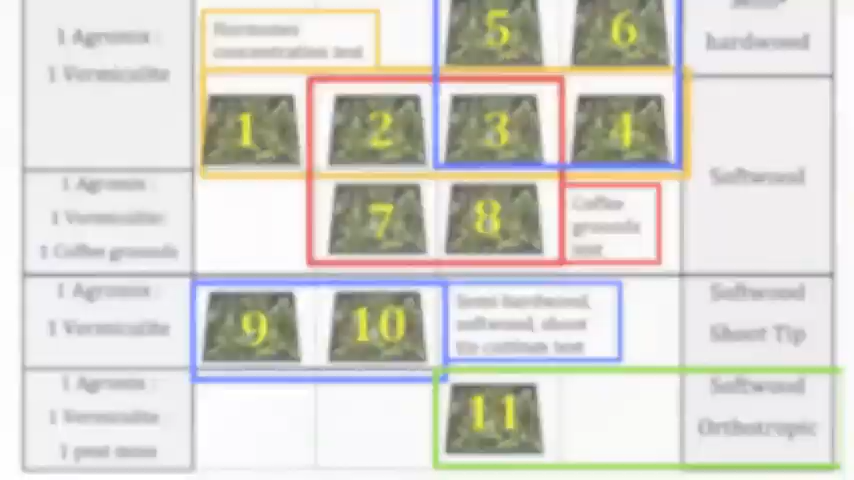 5 6
1 Agromix :
1 Vermiculite
Hormones
concentration test
hardwood
1 2 3 4
Softwood
1 Agromix :
1 Vermiculite:
1 Coffee grounds
7 8
Coffee
grounds
test
1 Agromix :
1 Vermiculite
9 10
Semi hardwood,
softwood, shoot
tip cuttings test
Softwood
Shoot Tip
1 Agromix :
1 Vermiculite :
1 peat moss
11
Softwood
Orthotropic